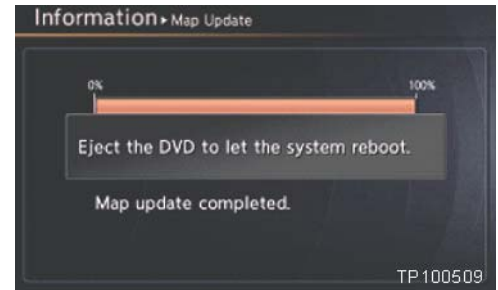 Information ▸ Map Update
0% 100%
Eject the DVD to let the system reboot.
Map update completed.
TP100509